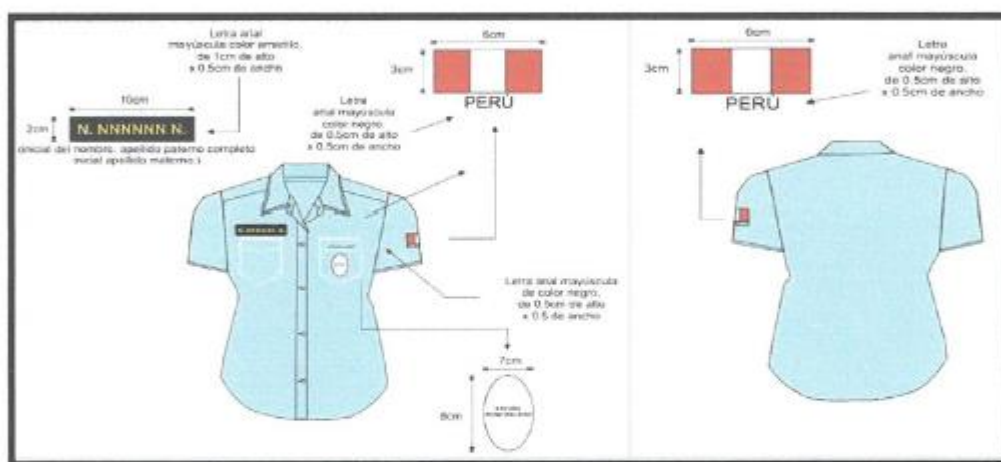 Letra arial
mayúscula color amarillo,
de 1cm de alto
x 0.5cm de ancho
10cm
2cm
N. NNNNNN N.
(inicial del nombre, apellido paterno completo
inicial apellido materno.)
6cm
3cm
PERÚ
Letra
arial mayúscula
color negro,
de 0.5cm de alto
x 0.5cm de ancho
Letra arial mayúscula
de color negro,
de 0.5cm de alto
x 0.5 de ancho
7cm
8cm
6cm
3cm
PERÚ
Letra
arial mayúscula
color negro,
de 0.5cm de alto
x 0.5cm de ancho